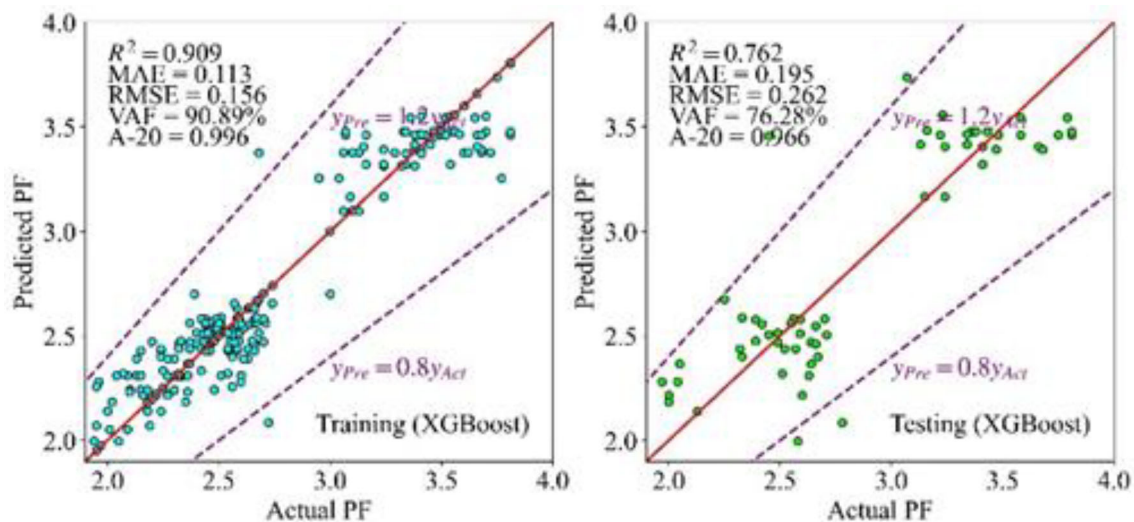 4.0
3.5
3.0
2.5
2.0
Predicted PF
R² = 0.909
MAE = 0.113
RMSE = 0.156
VAF = 90.89%
A-20 = 0.996
y_Pre = 1.2y_Act
y_Pre = 0.8y_Act
Training (XGBoost)
2.0 2.5 3.0 3.5 4.0
Actual PF
4.0
3.5
3.0
2.5
2.0
Predicted PF
R² = 0.762
MAE = 0.195
RMSE = 0.262
VAF = 76.28%
A-20 = 0.966
y_Pre = 1.2y_Act
y_Pre = 0.8y_Act
Testing (XGBoost)
2.0 2.5 3.0 3.5 4.0
Actual PF